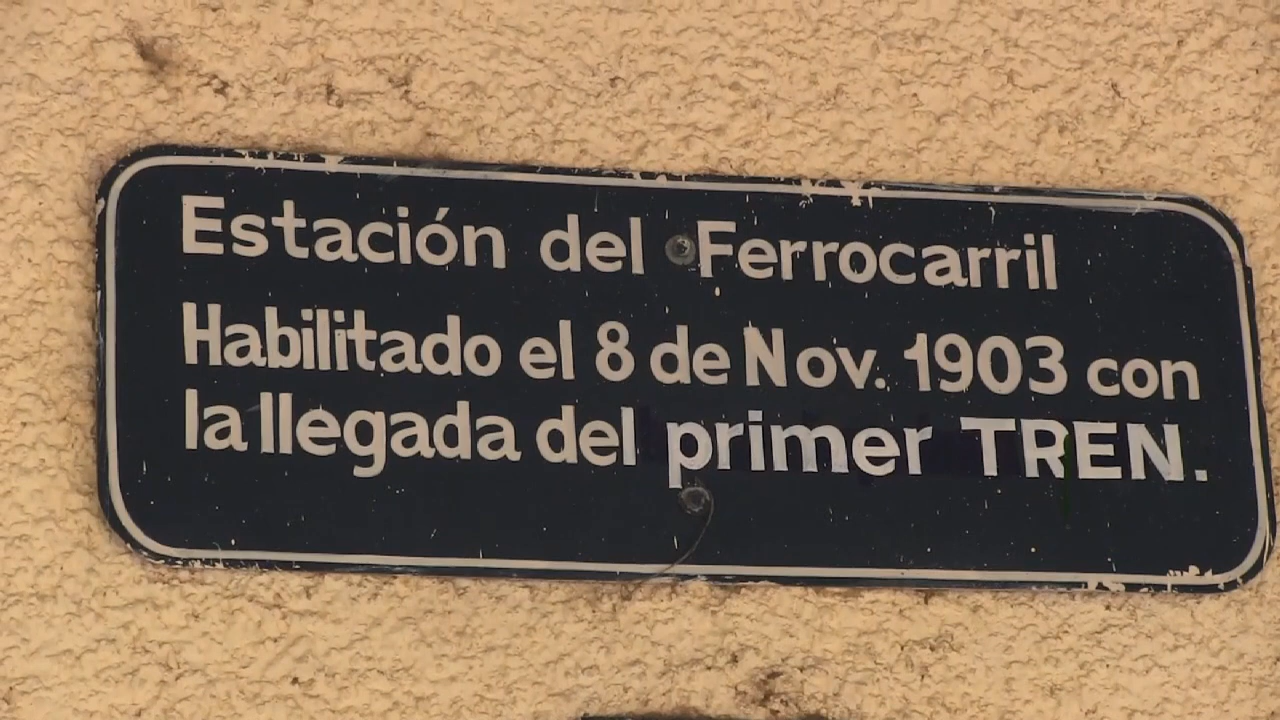 Estación del Ferrocarril
Habilitado el 8 de Nov. 1903 con
la llegada del primer TREN.